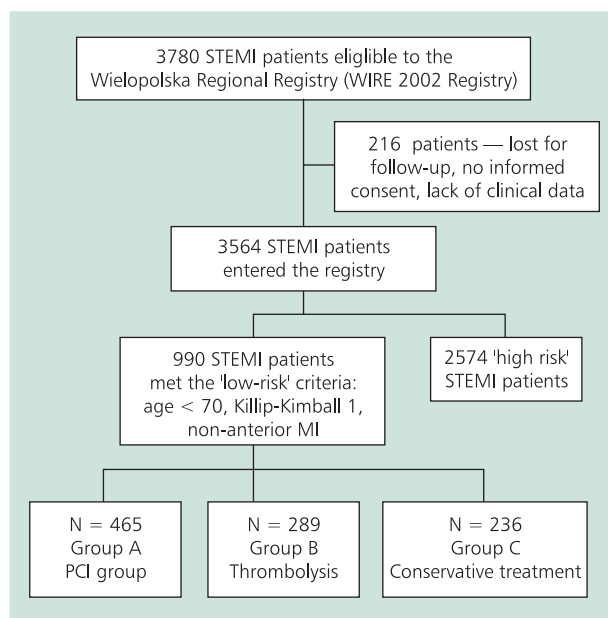 3780 STEMI patients eligible to the
Wielopolska Regional Registry (WIRE 2002 Registry)
216 patients — lost for
follow-up, no informed
consent, lack of clinical data
3564 STEMI patients
entered the registry
990 STEMI patients
met the 'low-risk' criteria:
age < 70, Killip-Kimball 1,
non-anterior MI
2574 'high risk'
STEMI patients
N = 465
Group A
PCI group
N = 289
Group B
Thrombolysis
N = 236
Group C
Conservative treatment